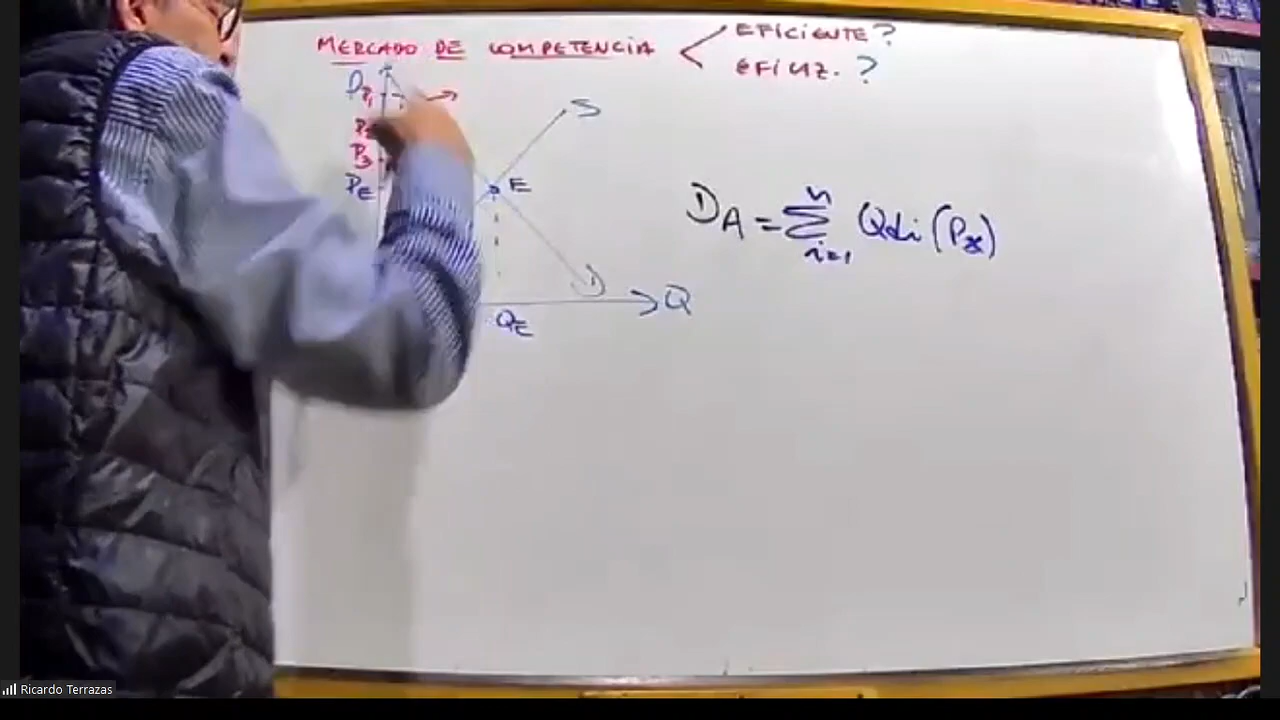 MERCADO DE COMPETENCIA
EFICIENTE?
EFICAZ. ?
P
P1
P2
P3
PE
S
E
D
QE
Q
DA = Σ n i=1 Qdi (Px)
Ricardo Terrazas